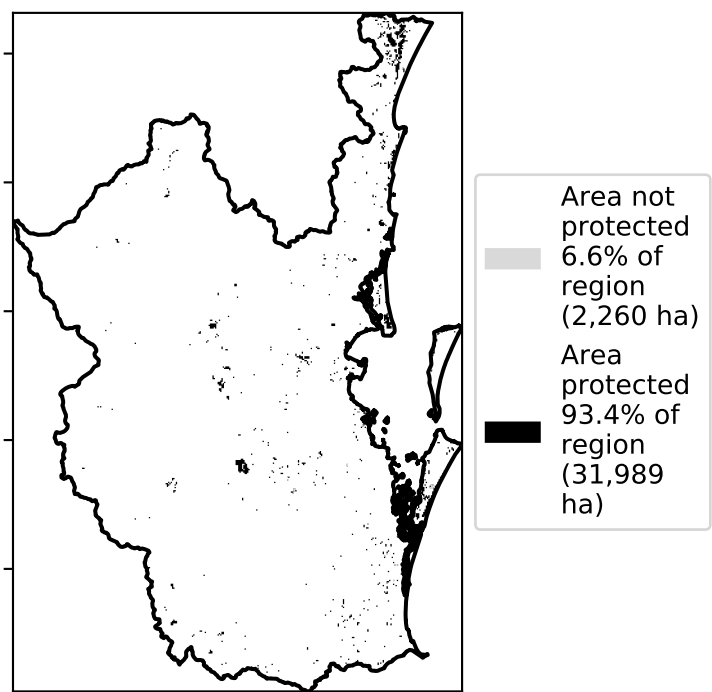 Area not
protected
6.6% of
region
(2,260 ha)
Area
protected
93.4% of
region
(31,989
ha)